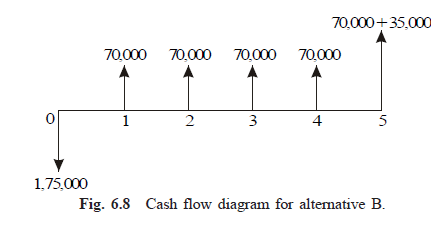 70,000+35,000
70,000 70,000 70,000 70,000
0 1 2 3 4 5
1,75,000
Fig. 6.8 Cash flow diagram for alternative B.